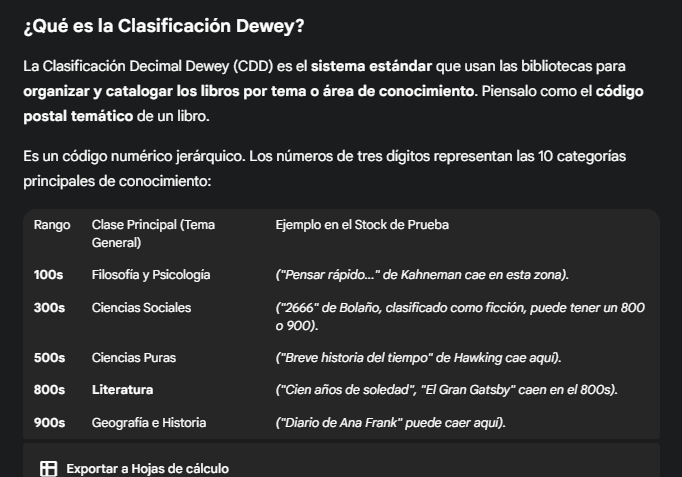 ¿Qué es la Clasificación Dewey?
La Clasificación Decimal Dewey (CDD) es el sistema estándar que usan las bibliotecas para
organizar y catalogar los libros por tema o área de conocimiento. Piensalo como el código
postal temático de un libro.
Es un código numérico jerárquico. Los números de tres dígitos representan las 10 categorías
principales de conocimiento:
Rango Clase Principal (Tema Ejemplo en el Stock de Prueba
General)
100s Filosofía y Psicología ("Pensar rápido..." de Kahneman cae en esta zona).
300s Ciencias Sociales ("2666" de Bolaño, clasificado como ficción, puede tener un 800
o 900).
500s Ciencias Puras ("Breve historia del tiempo" de Hawking cae aquí).
800s Literatura ("Cien años de soledad", "El Gran Gatsby" caen en el 800s).
900s Geografía e Historia ("Diario de Ana Frank" puede caer aquí).
Exportar a Hojas de cálculo